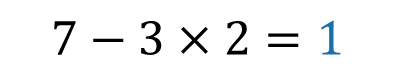 7 − 3 × 2 = 1